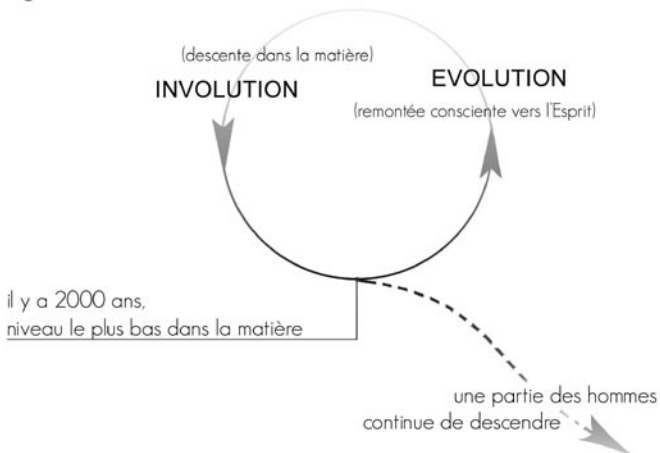 (descente dans la matière)
INVOLUTION
EVOLUTION
(remontée consciente vers l'Esprit)
il y a 2000 ans,
niveau le plus bas dans la matière
une partie des hommes
continue de descendre